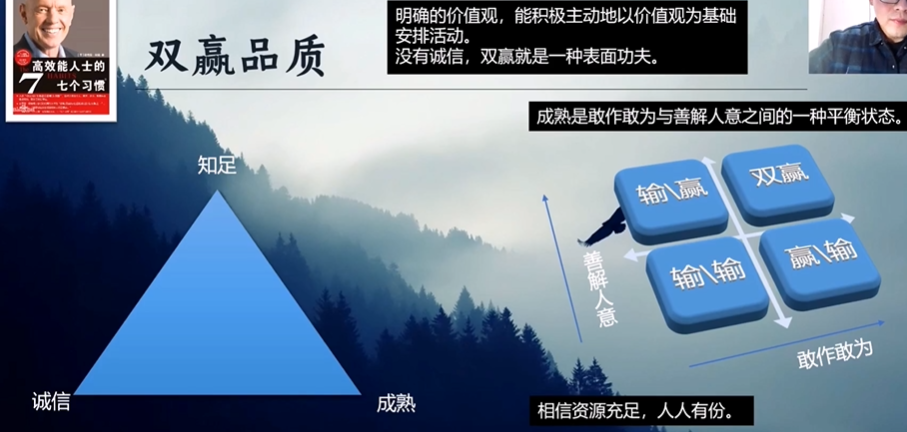 高效能人士的
7 七个习惯
HABITS
双赢品质
明确的价值观，能积极主动地以价值观为基础
安排活动。
没有诚信，双赢就是一种表面功夫。
成熟是敢作敢为与善解人意之间的一种平衡状态。
知足
诚信
成熟
输\赢
双赢
输\输
赢\输
善解人意
敢作敢为
相信资源充足，人人有份。